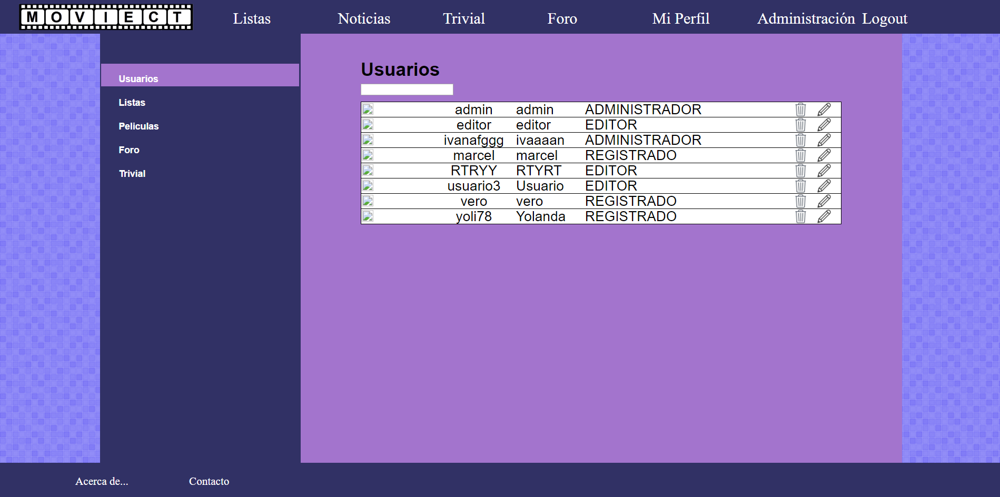 MOVIECT Listas Noticias Trivial Foro Mi Perfil Administración Logout
Usuarios
Listas
Peliculas
Foro
Trivial
Usuarios
admin admin ADMINISTRADOR
editor editor EDITOR
ivanafggg ivaaaan ADMINISTRADOR
marcel marcel REGISTRADO
RTRYY RTYRT EDITOR
usuario3 Usuario EDITOR
vero vero REGISTRADO
yoli78 Yolanda REGISTRADO
Acerca de... Contacto